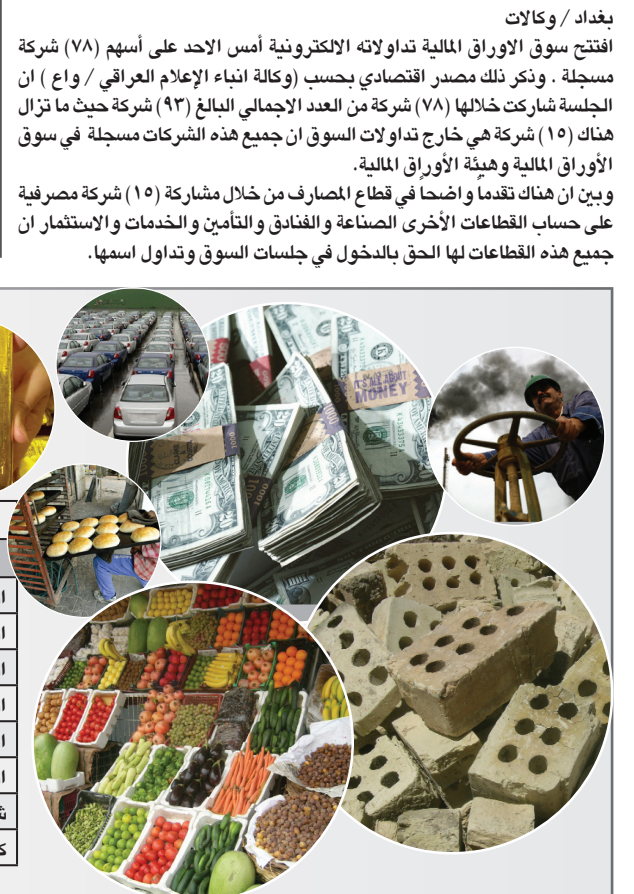 بغداد / وكالات
افتتح سوق الاوراق المالية تداولاته الالكترونية أمس الاحد على أسهم (٧٨) شركة
مسجلة . وذكر ذلك مصدر اقتصادي بحسب (وكالة انباء الإعلام العراقي / واع ) ان
الجلسة شاركت خلالها (٧٨) شركة من العدد الاجمالي البالغ (٩٣) شركة حيث ما تزال
هناك (١٥) شركة هي خارج تداولات السوق ان جميع هذه الشركات مسجلة في سوق
الأوراق المالية وهيئة الأوراق المالية.
وبين ان هناك تقدماً واضحاً في قطاع المصارف من خلال مشاركة (١٥) شركة مصرفية
على حساب القطاعات الأخرى الصناعة والفنادق والتأمين والخدمات والاستثمار ان
جميع هذه القطاعات لها الحق بالدخول في جلسات السوق وتداول اسمها.
IT'S ALL ABOUT
MONEY
1000
1000